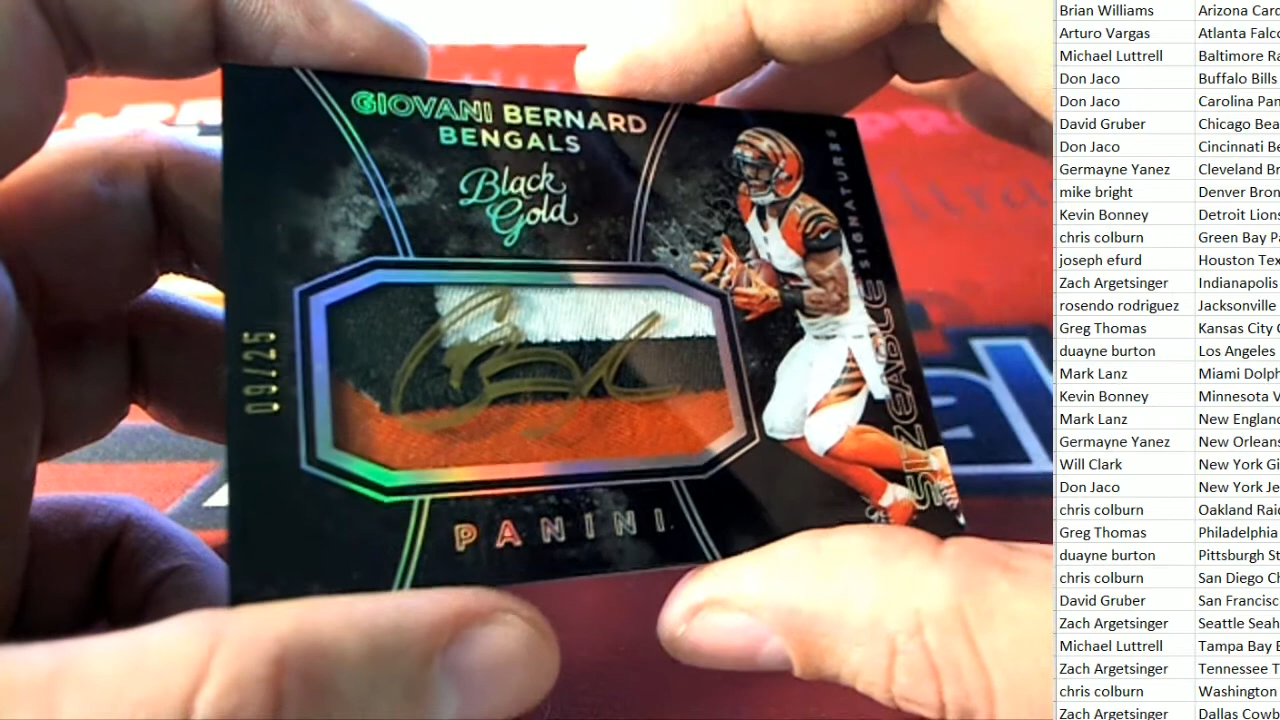 GIOVANI BERNARD
BENGALS
Black
Gold
SIZEABLE SIGNATURES
09/25
PANINI
Brian Williams Arizona Card
Arturo Vargas Atlanta Falco
Michael Luttrell Baltimore Ra
Don Jaco Buffalo Bills
Don Jaco Carolina Pan
David Gruber Chicago Bea
Don Jaco Cincinnati Be
Germayne Yanez Cleveland Br
mike bright Denver Bron
Kevin Bonney Detroit Lions
chris colburn Green Bay Pa
joseph efurd Houston Tex
Zach Argetsinger Indianapolis
rosendo rodriguez Jacksonville
Greg Thomas Kansas City C
duayne burton Los Angeles
Mark Lanz Miami Dolph
Kevin Bonney Minnesota V
Mark Lanz New England
Germayne Yanez New Orleans
Will Clark New York Gi
Don Jaco New York Je
chris colburn Oakland Raid
Greg Thomas Philadelphia
duayne burton Pittsburgh St
chris colburn San Diego Ch
David Gruber San Francisc
Zach Argetsinger Seattle Seah
Michael Luttrell Tampa Bay B
Zach Argetsinger Tennessee T
chris colburn Washington
Zach Argetsinger Dallas Cowb